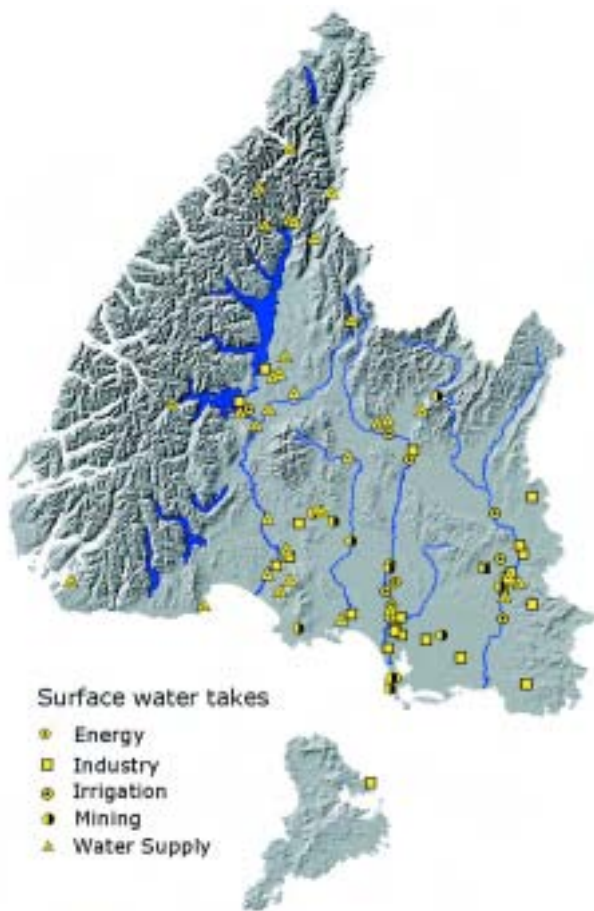 Surface water takes
Energy
Industry
Irrigation
Mining
Water Supply